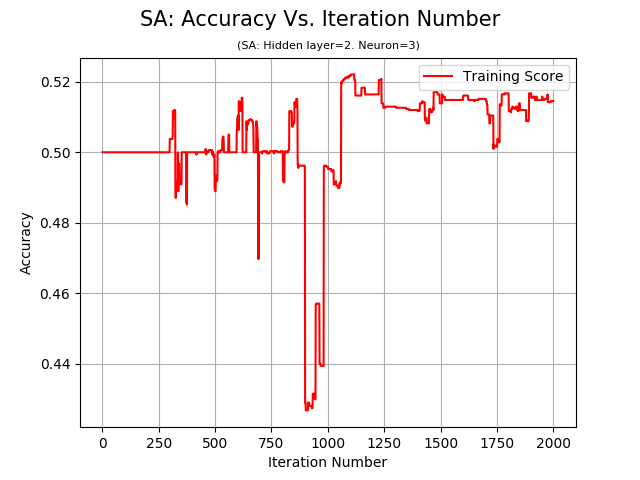 SA: Accuracy Vs. Iteration Number
(SA: Hidden layer=2. Neuron=3)
Training Score
0.52
0.50
0.48
0.46
0.44
Accuracy
0 250 500 750 1000 1250 1500 1750 2000
Iteration Number